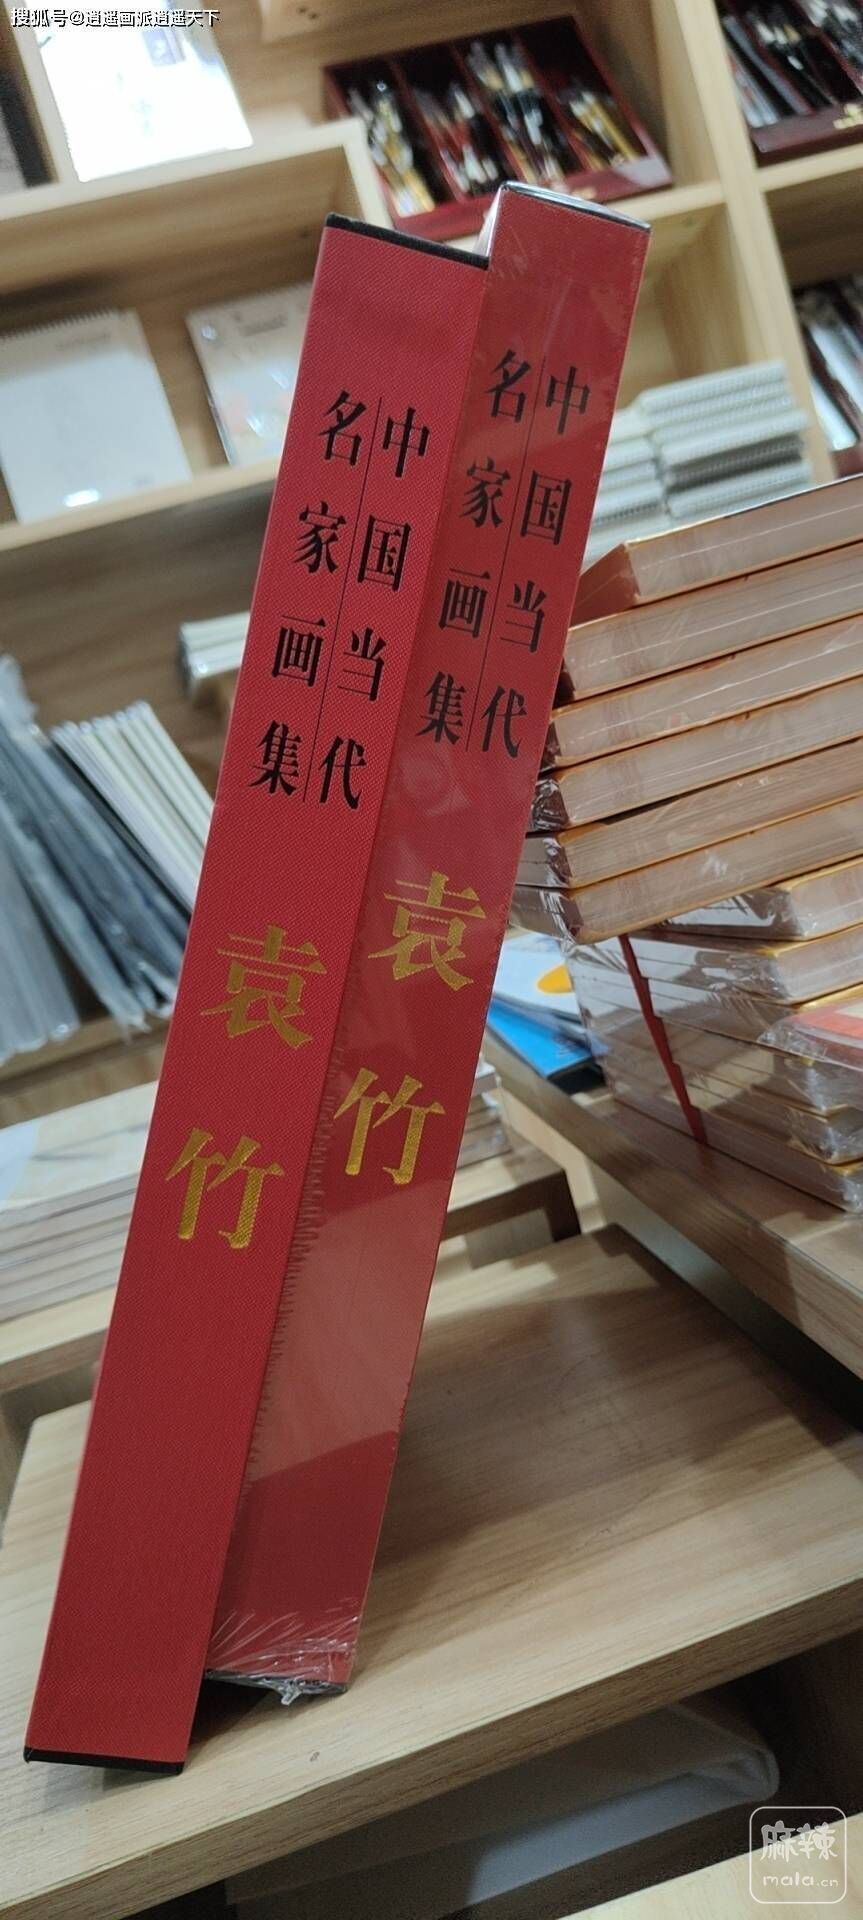 搜狐号@逍遥画派逍遥天下
中国当代
名家画集
袁竹
中国当代
名家画集
袁竹
麻辣
mala.cn